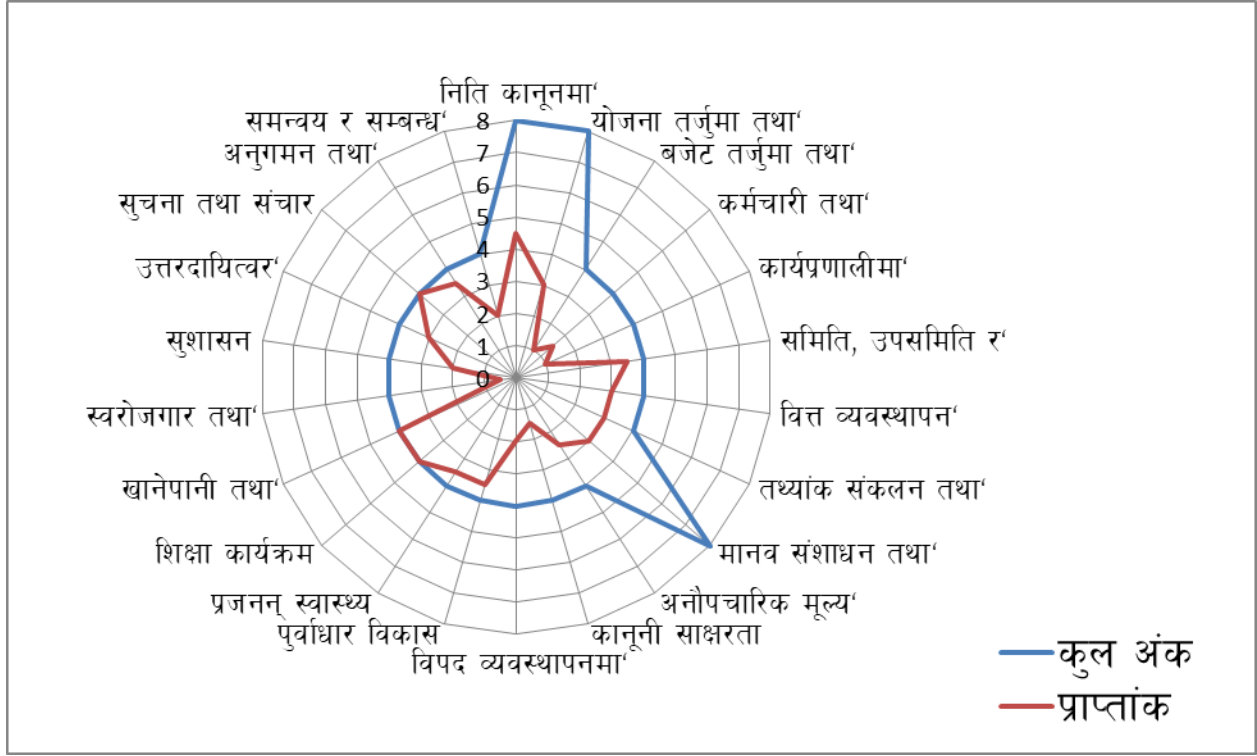 निति कानूनमा‘
योजना तर्जुमा तथा‘
बजेट तर्जुमा तथा‘
कर्मचारी तथा‘
कार्यप्रणालीमा‘
समिति, उपसमिति र‘
वित्त व्यवस्थापन‘
तथ्यांक संकलन तथा‘
मानव संशाधन तथा‘
अनौपचारिक मूल्य‘
कानूनी साक्षरता
विपद व्यवस्थापनमा‘
पुर्वाधार विकास
प्रजनन् स्वास्थ्य
शिक्षा कार्यक्रम
खानेपानी तथा‘
स्वरोजगार तथा‘
सुशासन
उत्तरदायित्वर‘
सुचना तथा संचार
अनुगमन तथा‘
समन्वय र सम्बन्ध‘
8
7
6
5
4
3
2
1
0
कुल अंक
प्राप्तांक